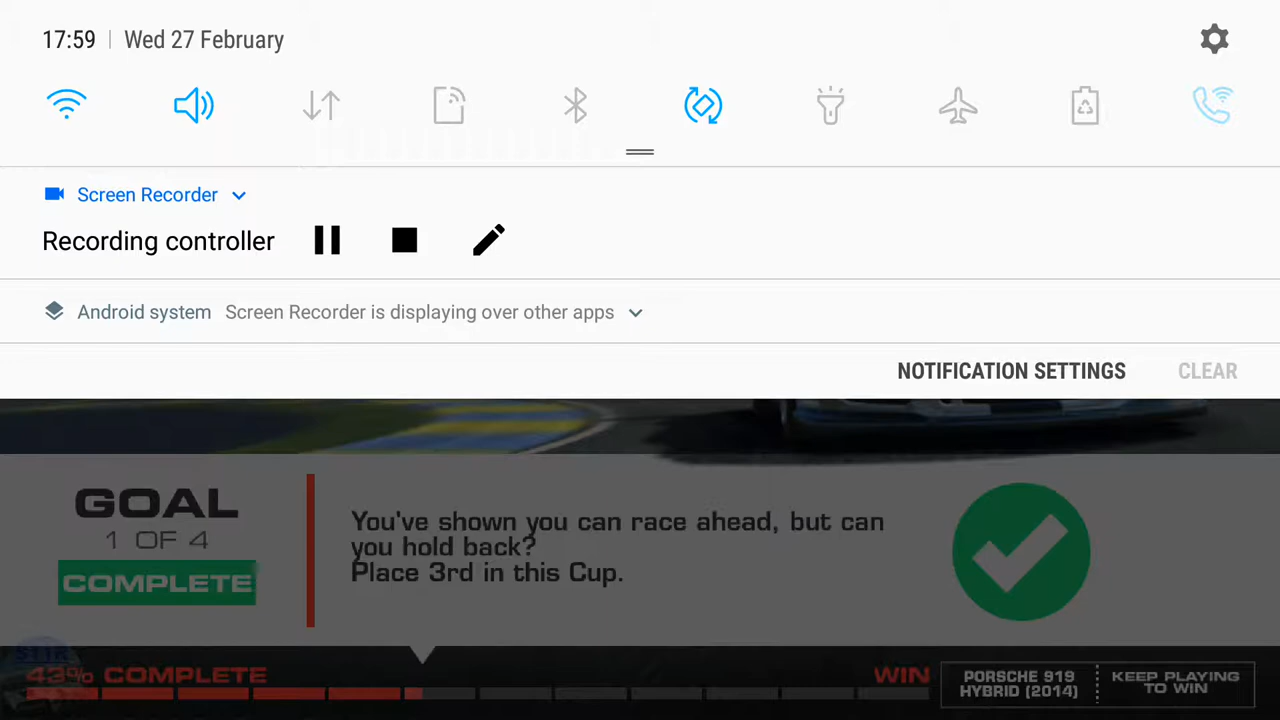 17:59 | Wed 27 February
Screen Recorder
Recording controller
Android system Screen Recorder is displaying over other apps
NOTIFICATION SETTINGS CLEAR
GOAL
1 OF 4
COMPLETE
You've shown you can race ahead, but can
you hold back?
Place 3rd in this Cup.
43% COMPLETE
WIN
PORSCHE 919
HYBRID (2014)
KEEP PLAYING
TO WIN